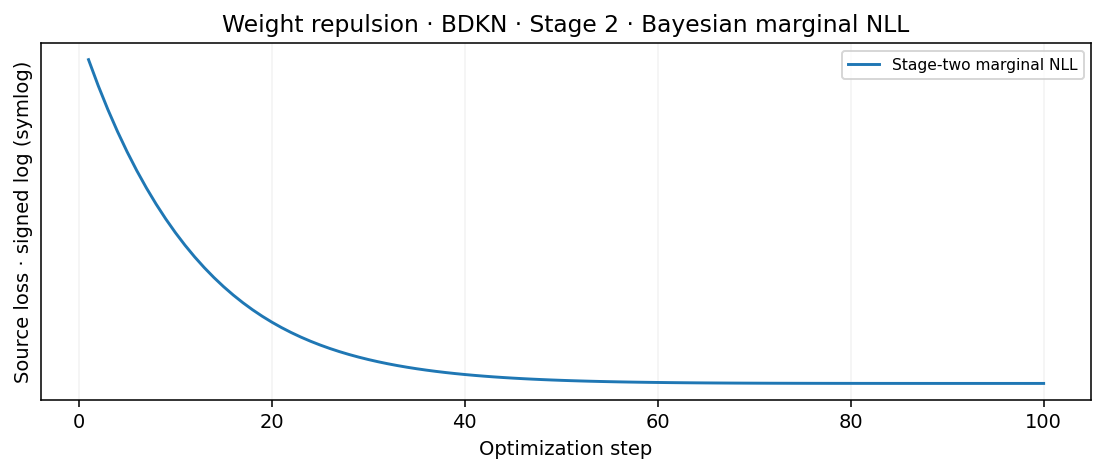 Weight repulsion · BDKN · Stage 2 · Bayesian marginal NLL
Stage-two marginal NLL
Source loss · signed log (symlog)
0 20 40 60 80 100
Optimization step